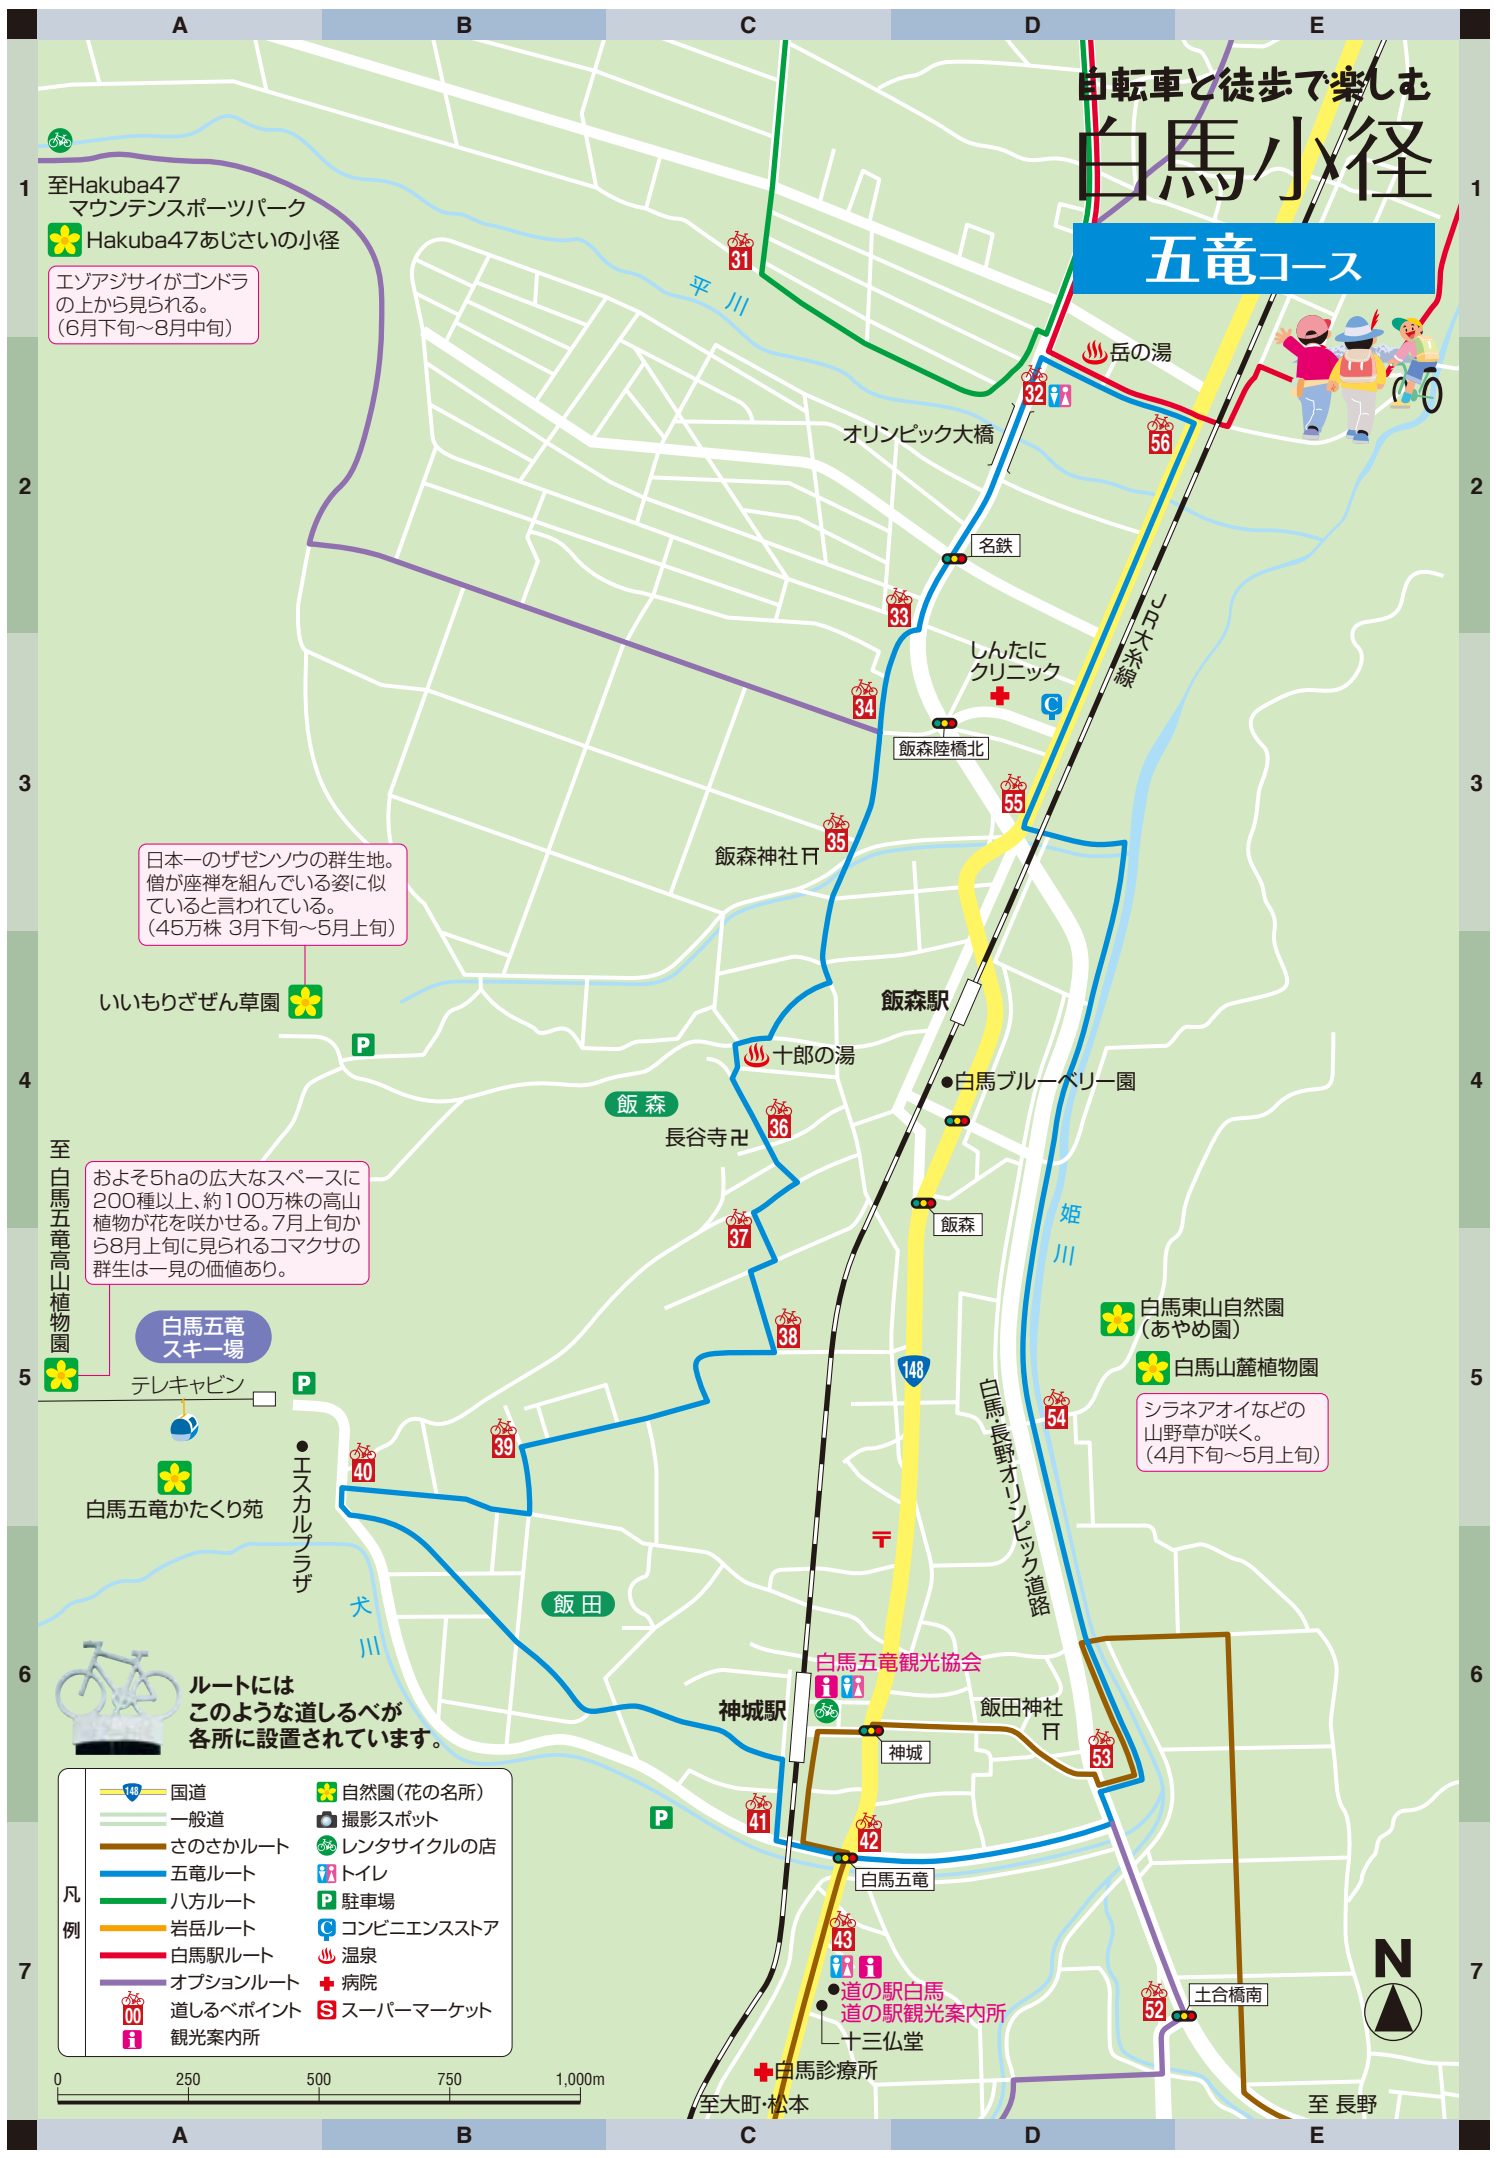 A B C D E
自転車と徒歩で楽しむ
白馬小径
五竜コース
1
1
至Hakuba47
マウンテンスポーツパーク
Hakuba47あじさいの小径
エゾアジサイがゴンドラ
の上から見られる。
（6月下旬～8月中旬）
31
平川
岳の湯
32
オリンピック大橋
56
2
2
名鉄
33
JR大糸線
しんたに
クリニック
C
34
飯森陸橋北
3
3
55
35
飯森神社
日本一のザゼンソウの群生地。
僧が座禅を組んでいる姿に似
ていると言われている。
（45万株 3月下旬～5月上旬）
いいもりざぜん草園
飯森駅
P
十郎の湯
4
4
白馬ブルーベリー園
飯森
36
長谷寺卍
至 白馬五竜高山植物園
およそ5haの広大なスペースに
200種以上、約100万株の高山
植物が花を咲かせる。7月上旬か
ら8月上旬に見られるコマクサの
群生は一見の価値あり。
37
飯森
姫川
白馬五竜
スキー場
38
白馬東山自然園
（あやめ園）
白馬山麓植物園
5
5
テレキャビン
P
148
シラネアオイなどの
山野草が咲く。
（4月下旬～5月上旬）
54
白馬・長野オリンピック道路
39
40
エスカルプラザ
白馬五竜かたくり苑
〒
飯田
犬川
6
6
白馬五竜観光協会
i
神城駅
飯田神社
神城
53
ルートには
このような道しるべが
各所に設置されています。
P
41
42
白馬五竜
43
i
道の駅白馬
道の駅観光案内所
十三仏堂
白馬診療所
至大町・松本
52
土合橋南
7
7
N
至 長野
凡例
148 国道
一般道
さのさかルート
五竜ルート
八方ルート
岩岳ルート
白馬駅ルート
オプションルート
00 道しるべポイント
i 観光案内所
自然園（花の名所）
撮影スポット
レンタサイクルの店
トイレ
P 駐車場
C コンビニエンスストア
温泉
病院
S スーパーマーケット
0 250 500 750 1,000m
A B C D E